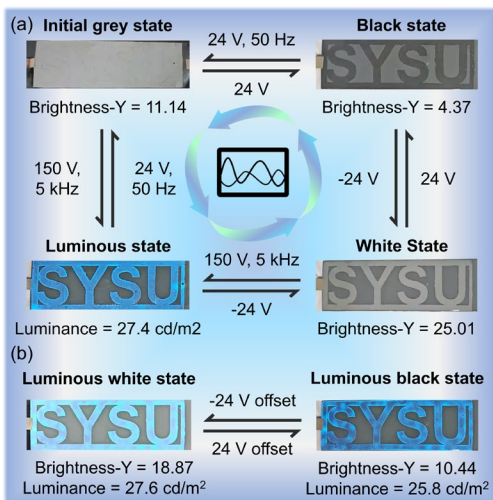 (a)
Initial grey state
Black state
24 V, 50 Hz
24 V
SYSU
Brightness-Y = 11.14
Brightness-Y = 4.37
150 V,
5 kHz
24 V,
50 Hz
-24 V
24 V
Luminous state
White State
150 V, 5 kHz
-24 V
SYSU
SYSU
Luminance = 27.4 cd/m2
Brightness-Y = 25.01
(b)
Luminous white state
Luminous black state
-24 V offset
24 V offset
SYSU
SYSU
Brightness-Y = 18.87
Luminance = 27.6 cd/m²
Brightness-Y = 10.44
Luminance = 25.8 cd/m²